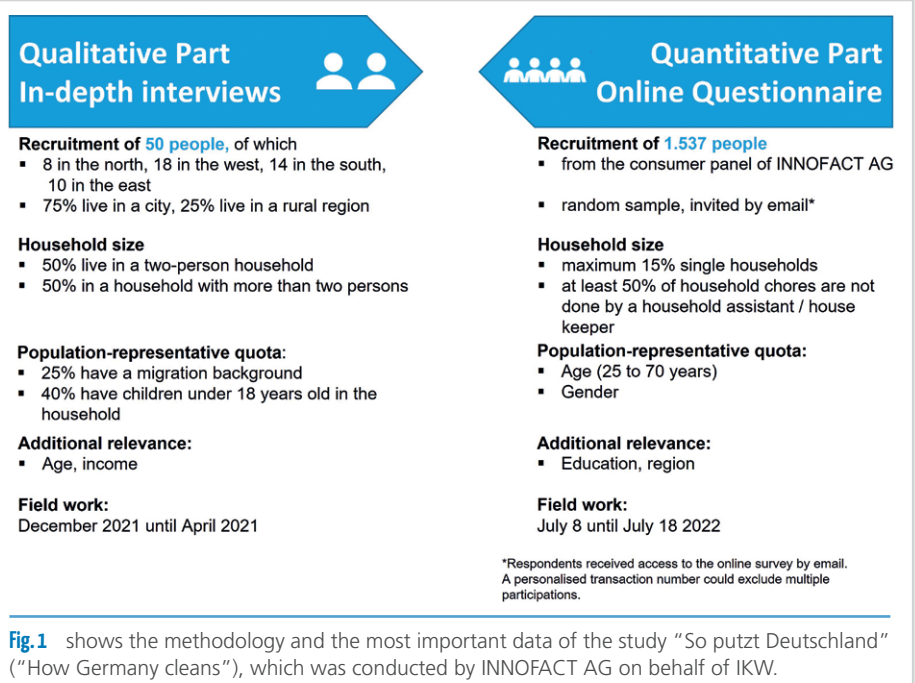 Qualitative Part
In-depth interviews
Recruitment of 50 people, of which
▪ 8 in the north, 18 in the west, 14 in the south,
10 in the east
▪ 75% live in a city, 25% live in a rural region
Household size
▪ 50% live in a two-person household
▪ 50% in a household with more than two persons
Population-representative quota:
▪ 25% have a migration background
▪ 40% have children under 18 years old in the
household
Additional relevance:
▪ Age, income
Field work:
December 2021 until April 2021
Quantitative Part
Online Questionnaire
Recruitment of 1.537 people
▪ from the consumer panel of INNOFACT AG
▪ random sample, invited by email*
Household size
▪ maximum 15% single households
▪ at least 50% of household chores are not
done by a household assistant / house
keeper
Population-representative quota:
▪ Age (25 to 70 years)
▪ Gender
Additional relevance:
▪ Education, region
Field work:
July 8 until July 18 2022
*Respondents received access to the online survey by email.
A personalised transaction number could exclude multiple
participations.
Fig.1 shows the methodology and the most important data of the study “So putzt Deutschland”
(“How Germany cleans”), which was conducted by INNOFACT AG on behalf of IKW.